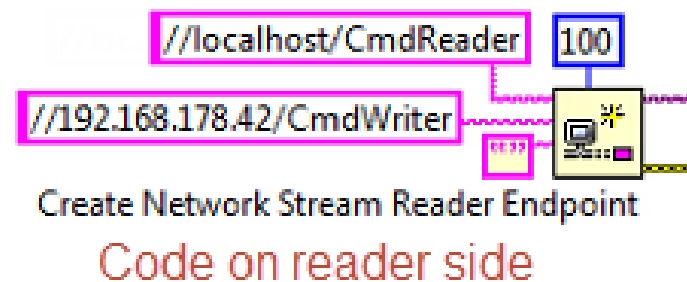 //localhost/CmdReader
100
//192.168.178.42/CmdWriter
Create Network Stream Reader Endpoint
Code on reader side